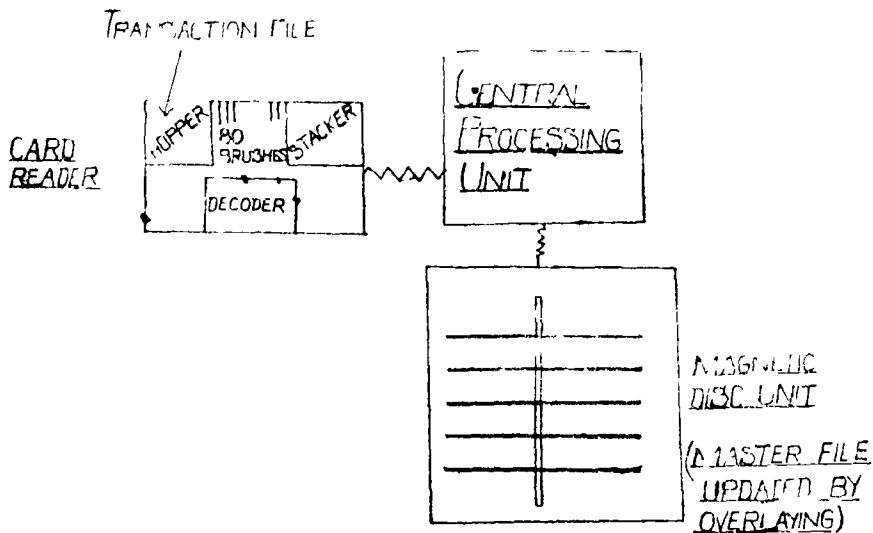 TRANSACTION FILE
CARD
READER
HOPPER
80
BRUSHES
STACKER
DECODER
CENTRAL
PROCESSING
UNIT
MAGNETIC
DISC UNIT
(MASTER FILE
UPDATED BY
OVERLAYING)